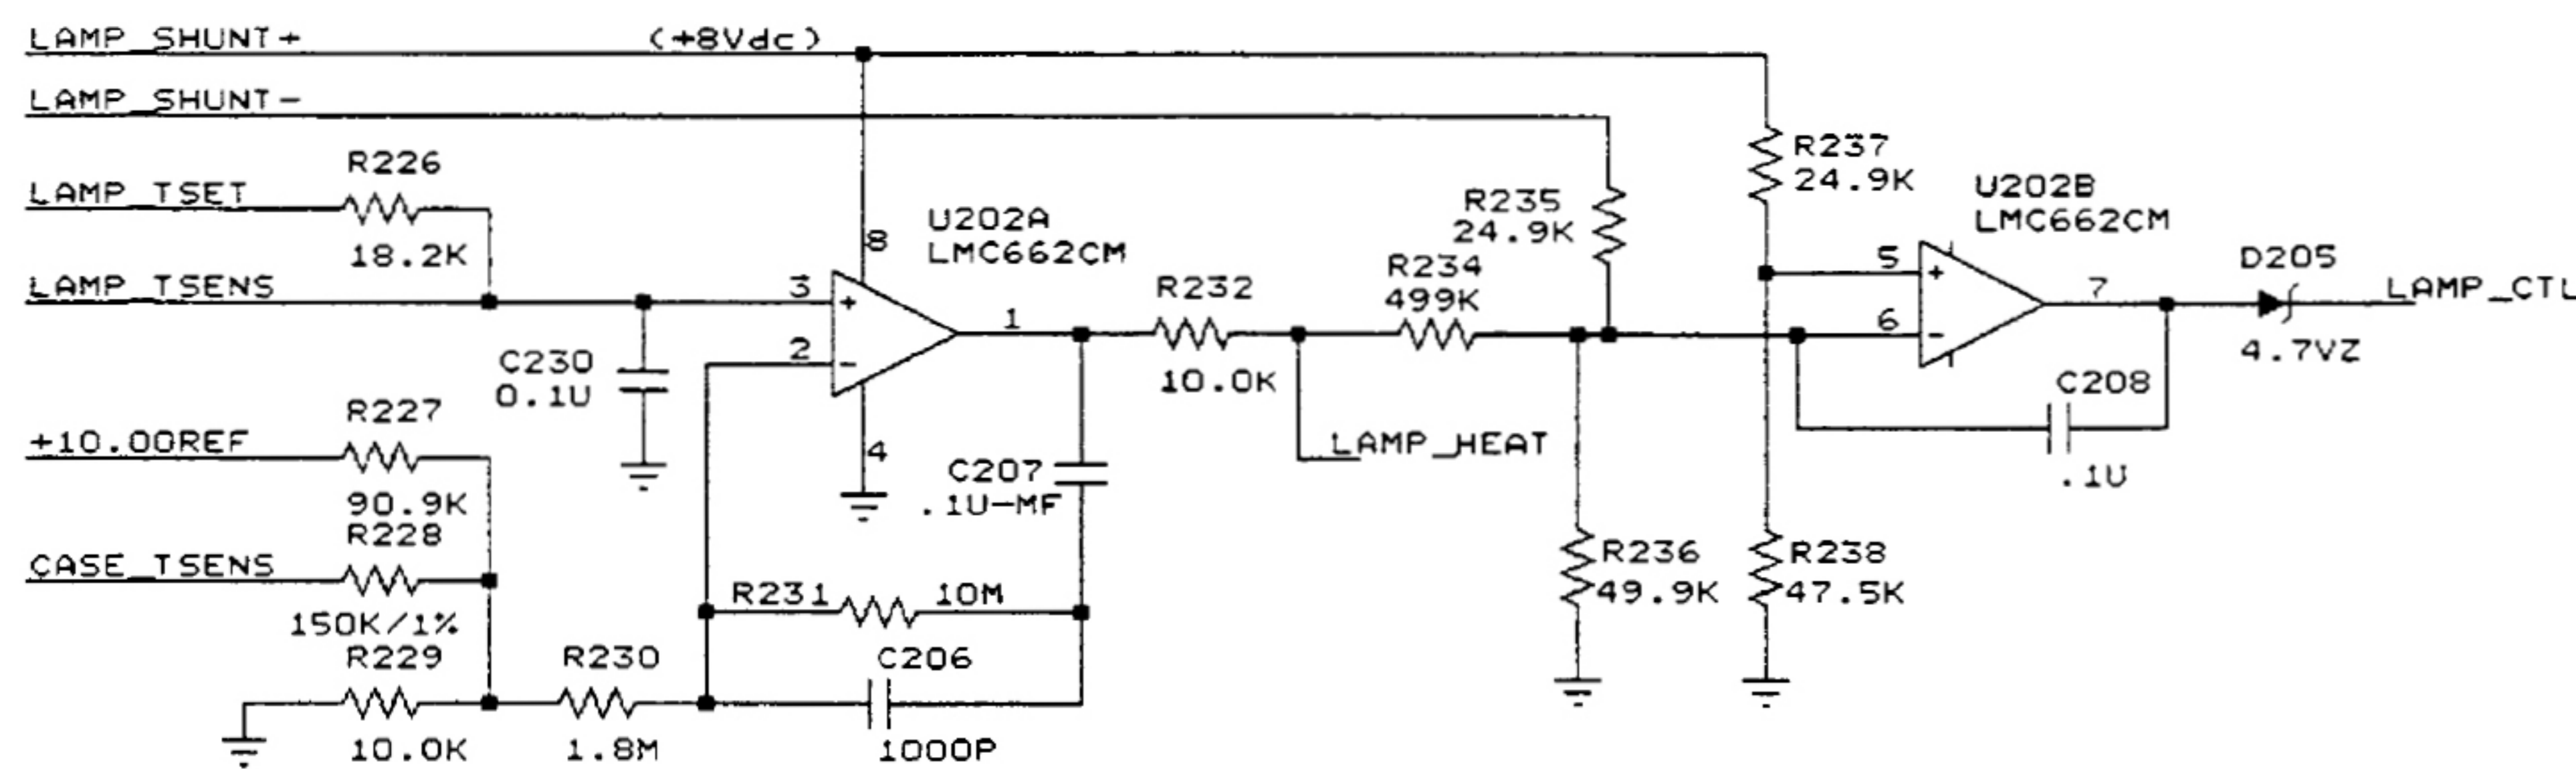 LAMP_SHUNT+ (+8Vdc)
LAMP_SHUNT-
R226
LAMP_TSET
18.2K
LAMP_TSENS
C230
0.1U
R227
+10.00REF
90.9K
R228
CASE_TSENS
150K/1%
R229
10.0K
R230
1.8M
8
U202A
LMC662CM
3
+
2
-
1
4
C207
.1U-MF
R231 10M
C206
1000P
R232
10.0K
LAMP_HEAT
R234
499K
R235
24.9K
R237
24.9K
U202B
LMC662CM
5
+
6
-
7
D205
LAMP_CTL
4.7VZ
C208
.1U
R236
49.9K
R238
47.5K